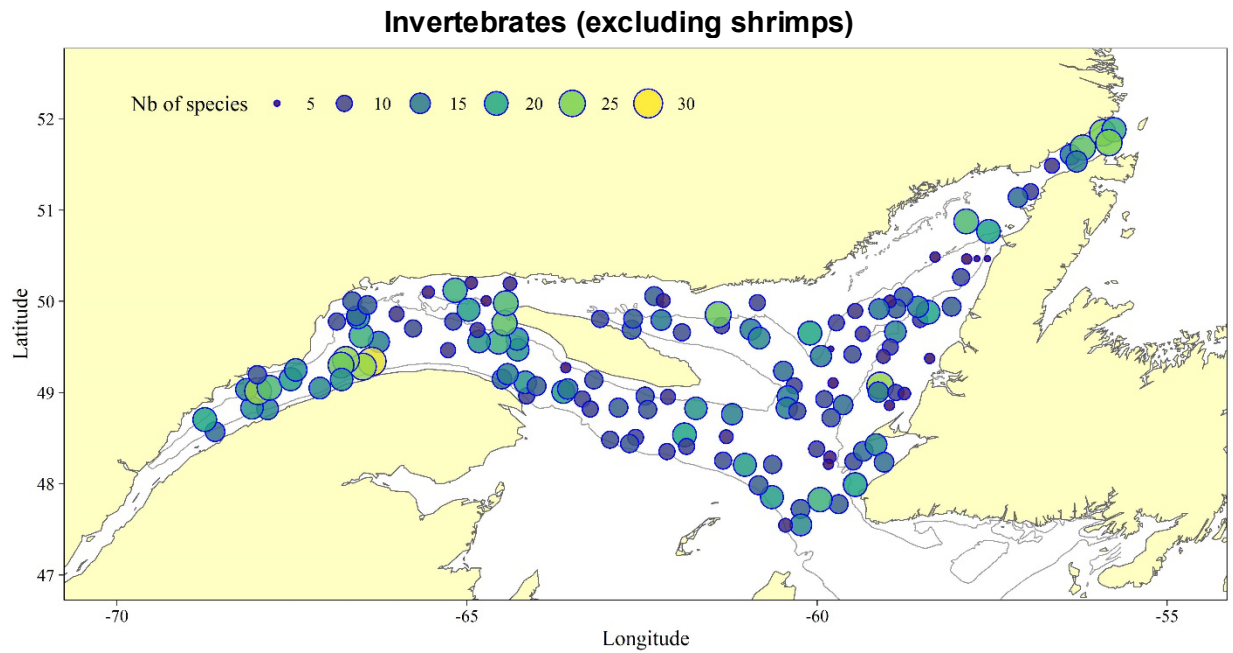 Invertebrates (excluding shrimps)
Nb of species 5 10 15 20 25 30
52
51
50
49
48
47
Latitude
-70 -65 -60 -55
Longitude